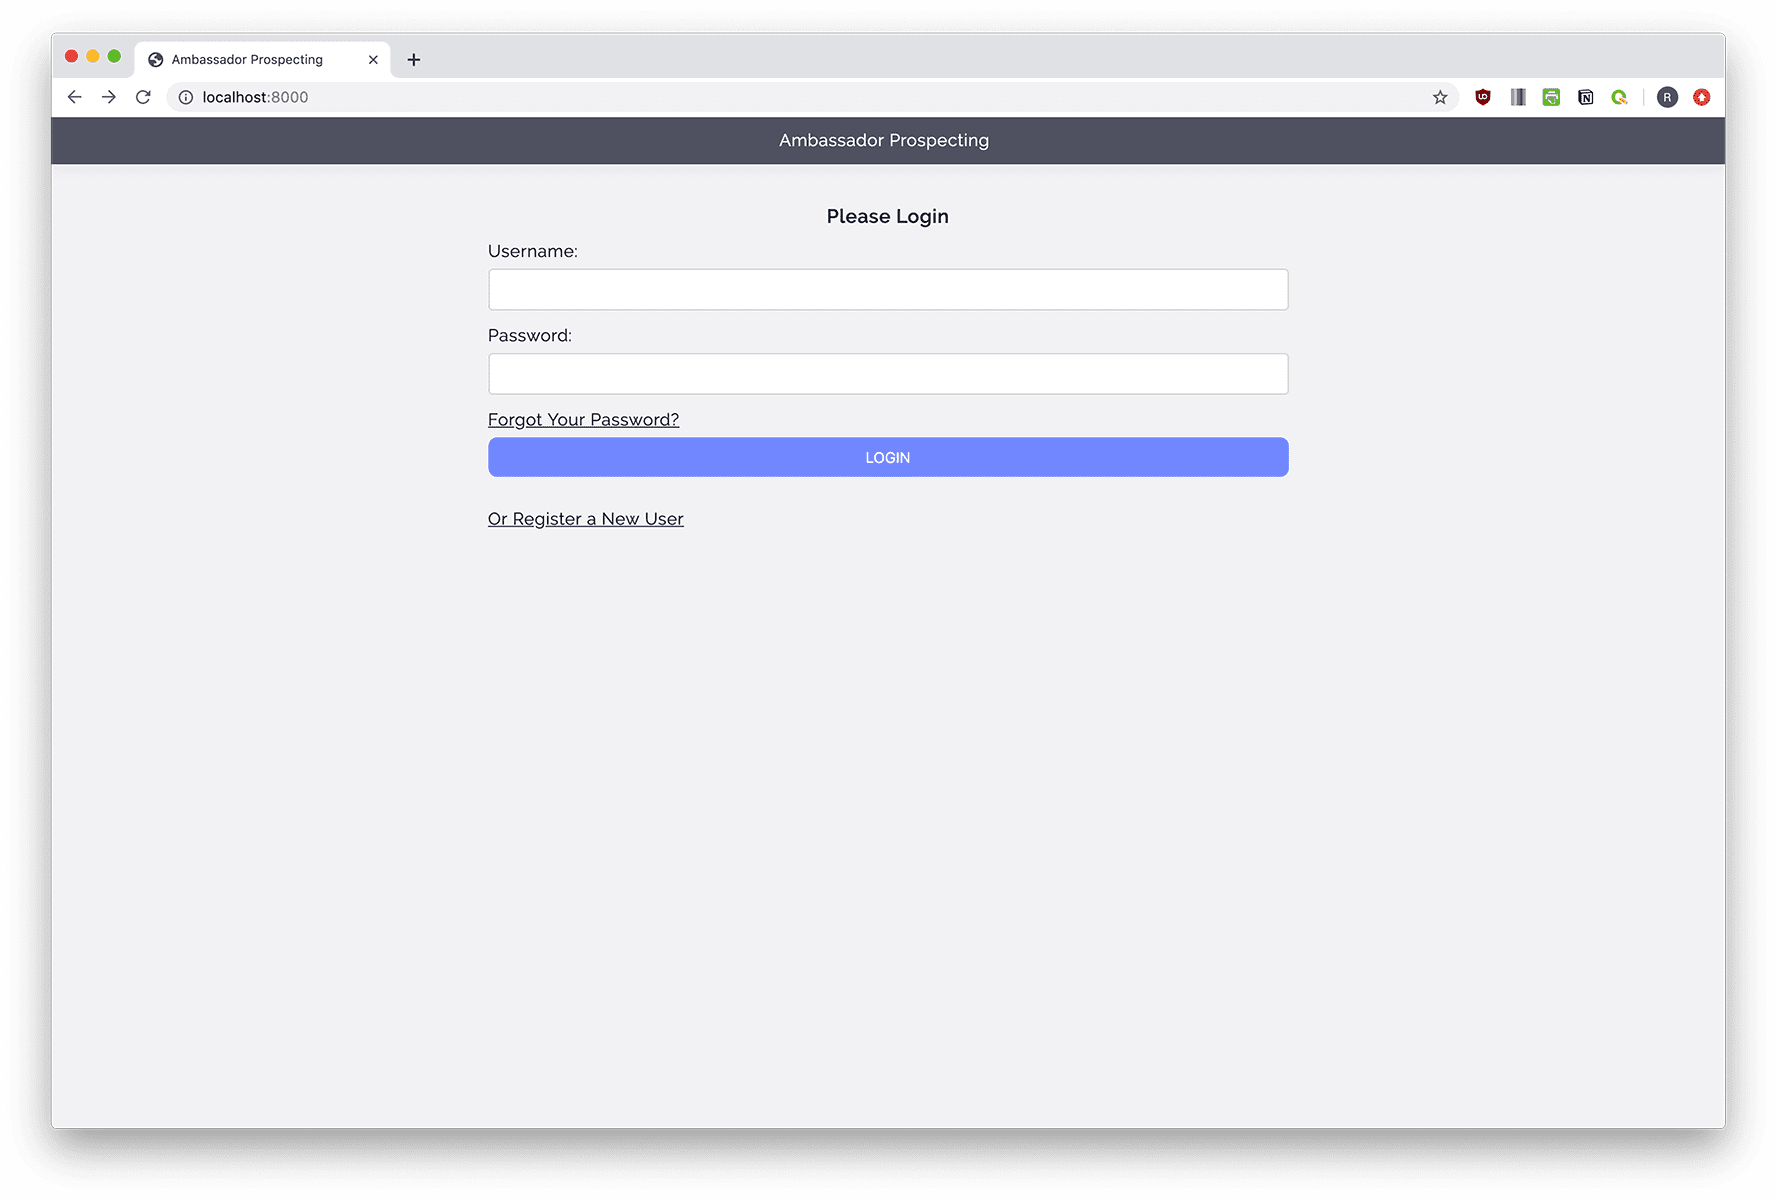 Ambassador Prospecting
localhost:8000
R
Ambassador Prospecting
Please Login
Username:
Password:
Forgot Your Password?
LOGIN
Or Register a New User